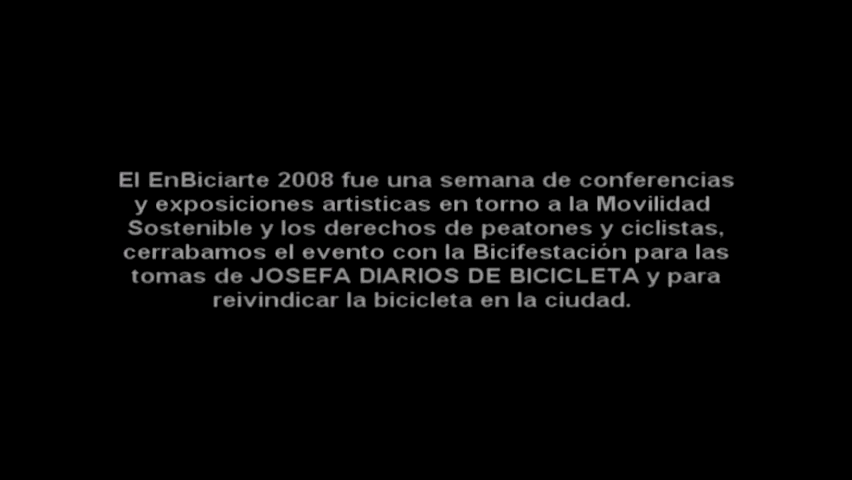 El EnBiciarte 2008 fue una semana de conferencias
y exposiciones artisticas en torno a la Movilidad
Sostenible y los derechos de peatones y ciclistas,
cerrabamos el evento con la Bicifestación para las
tomas de JOSEFA DIARIOS DE BICICLETA y para
reivindicar la bicicleta en la ciudad.